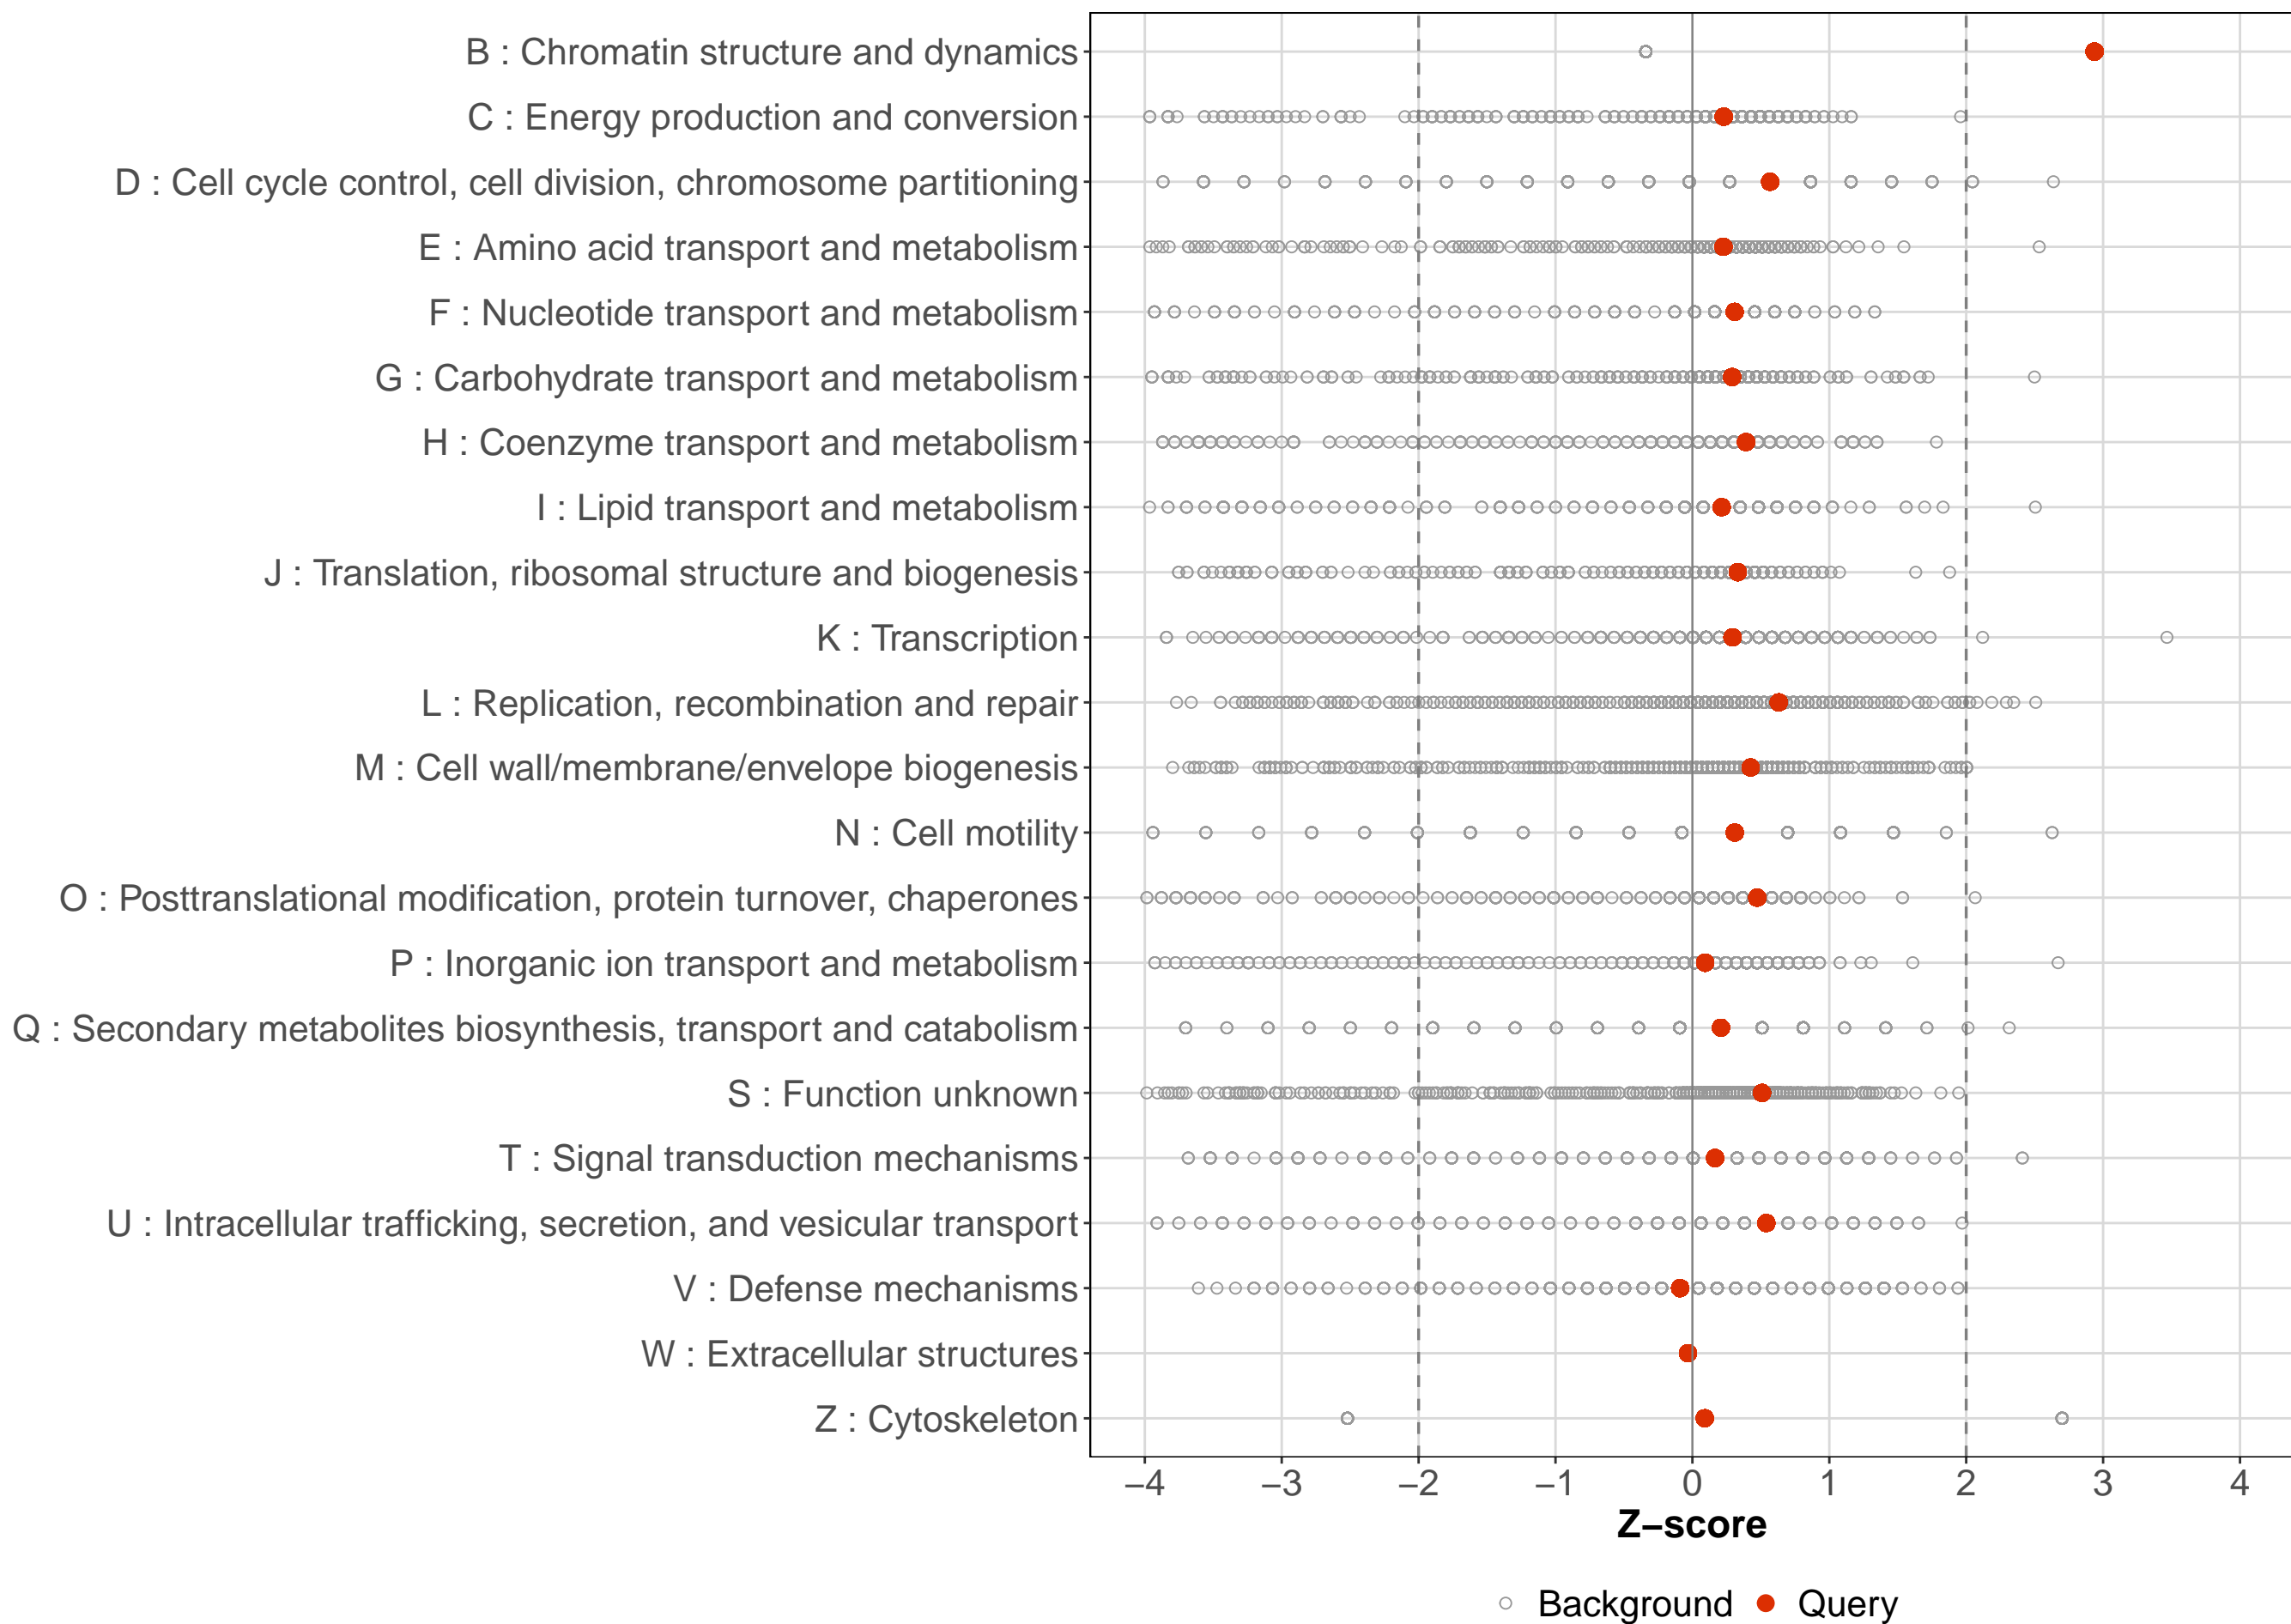 B : Chromatin structure and dynamics
C : Energy production and conversion
D : Cell cycle control, cell division, chromosome partitioning
E : Amino acid transport and metabolism
F : Nucleotide transport and metabolism
G : Carbohydrate transport and metabolism
H : Coenzyme transport and metabolism
I : Lipid transport and metabolism
J : Translation, ribosomal structure and biogenesis
K : Transcription
L : Replication, recombination and repair
M : Cell wall/membrane/envelope biogenesis
N : Cell motility
O : Posttranslational modification, protein turnover, chaperones
P : Inorganic ion transport and metabolism
Q : Secondary metabolites biosynthesis, transport and catabolism
S : Function unknown
T : Signal transduction mechanisms
U : Intracellular trafficking, secretion, and vesicular transport
V : Defense mechanisms
W : Extracellular structures
Z : Cytoskeleton
−4 −3 −2 −1 0 1 2 3 4
Z−score
Background Query